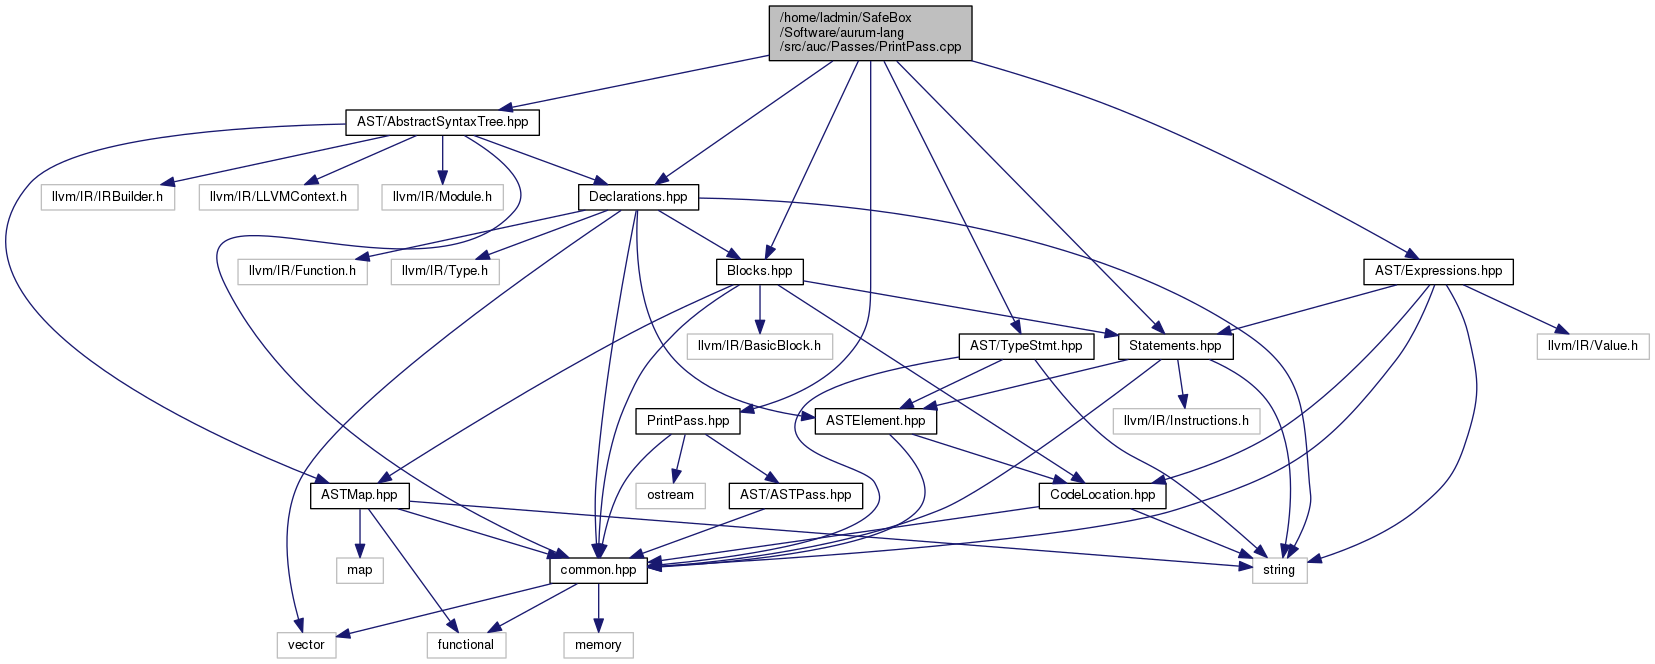 /home/ladmin/SafeBox
/Software/aurum-lang
/src/auc/Passes/PrintPass.cpp
AST/AbstractSyntaxTree.hpp
llvm/IR/IRBuilder.h
llvm/IR/LLVMContext.h
llvm/IR/Module.h
Declarations.hpp
llvm/IR/Function.h
llvm/IR/Type.h
Blocks.hpp
AST/Expressions.hpp
llvm/IR/BasicBlock.h
AST/TypeStmt.hpp
Statements.hpp
llvm/IR/Value.h
PrintPass.hpp
ASTElement.hpp
llvm/IR/Instructions.h
ASTMap.hpp
ostream
AST/ASTPass.hpp
CodeLocation.hpp
map
common.hpp
string
vector
functional
memory